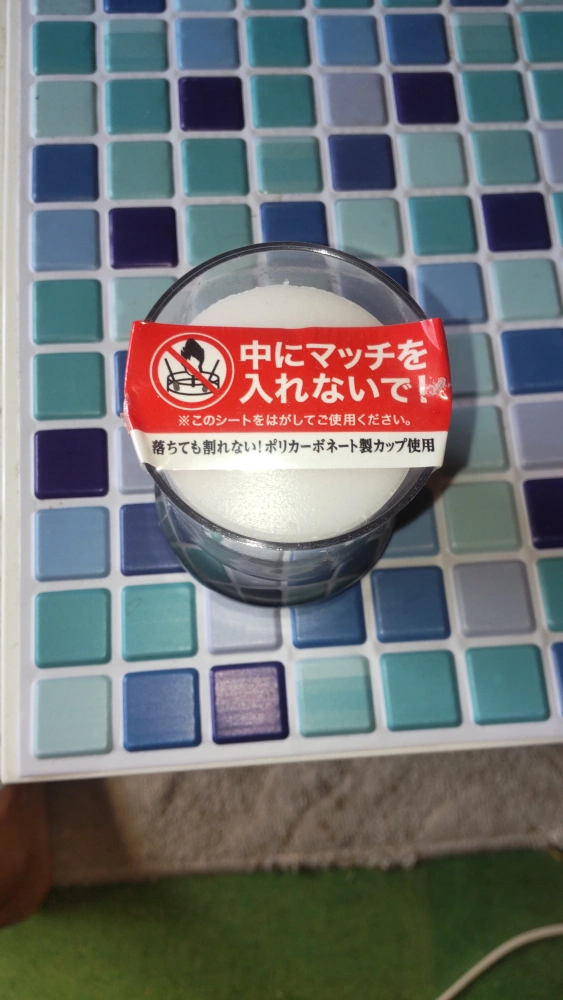 中にマッチを
入れないで!
※このシートをはがしてご使用ください。
落ちても割れない!ポリカーボネート製カップ使用